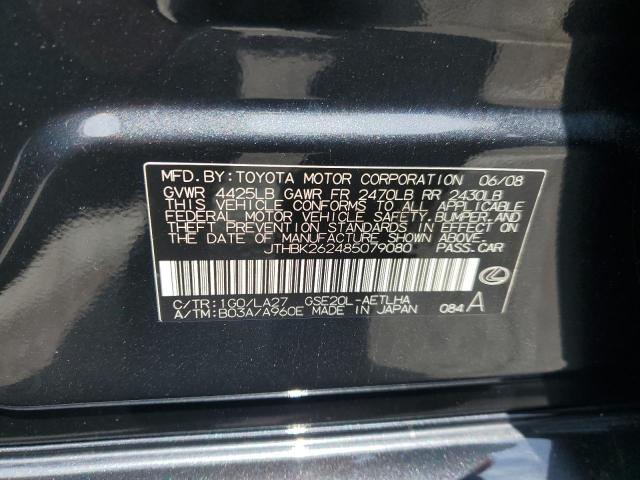 MFD. BY: TOYOTA MOTOR CORPORATION 06/08
GVWR 4425LB GAWR FR 2470LB RR 2430LB
THIS VEHICLE CONFORMS TO ALL APPLICABLE
FEDERAL MOTOR VEHICLE SAFETY, BUMPER, AND
THEFT PREVENTION STANDARDS IN EFFECT ON
THE DATE OF MANUFACTURE SHOWN ABOVE.
JTHBK262485079080 PASS.CAR
C/TR: 1G0/LA27 GSE20L-AETLHA
A/TM: B03A/A960E MADE IN JAPAN 084 A